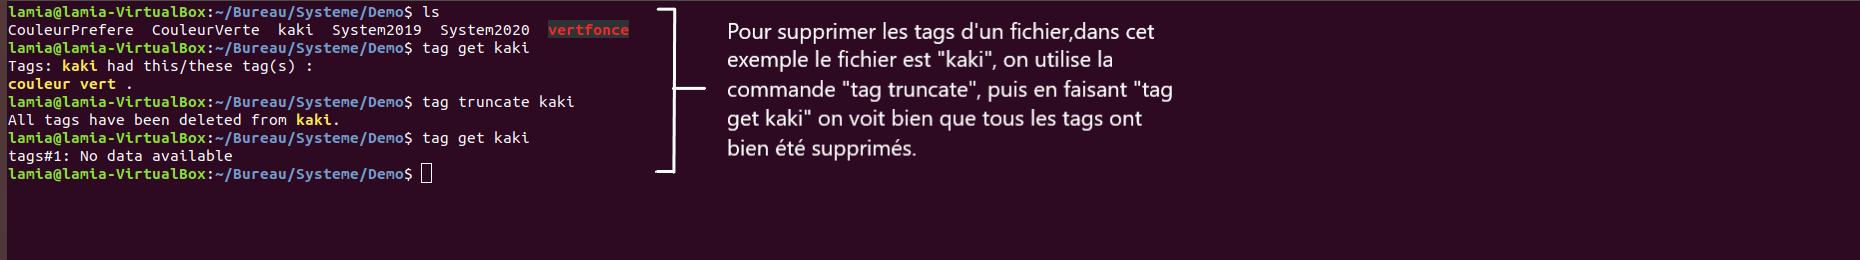 lamia@lamia-VirtualBox:~/Bureau/Systeme/Demo$ ls
CouleurPrefere  CouleurVerte  kaki  System2019  System2020  vertfonce
lamia@lamia-VirtualBox:~/Bureau/Systeme/Demo$ tag get kaki
Tags: kaki had this/these tag(s) :
couleur vert .
lamia@lamia-VirtualBox:~/Bureau/Systeme/Demo$ tag truncate kaki
All tags have been deleted from kaki.
lamia@lamia-VirtualBox:~/Bureau/Systeme/Demo$ tag get kaki
tags#1: No data available
lamia@lamia-VirtualBox:~/Bureau/Systeme/Demo$
Pour supprimer les tags d'un fichier,dans cet
exemple le fichier est "kaki", on utilise la
commande "tag truncate", puis en faisant "tag
get kaki" on voit bien que tous les tags ont
bien été supprimés.